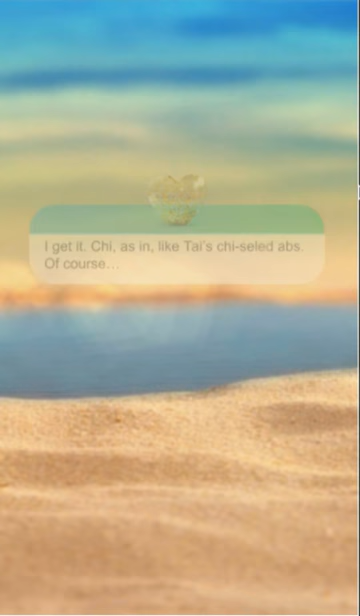 I get it. Chi, as in, like Tai's chi-seled abs.
Of course...